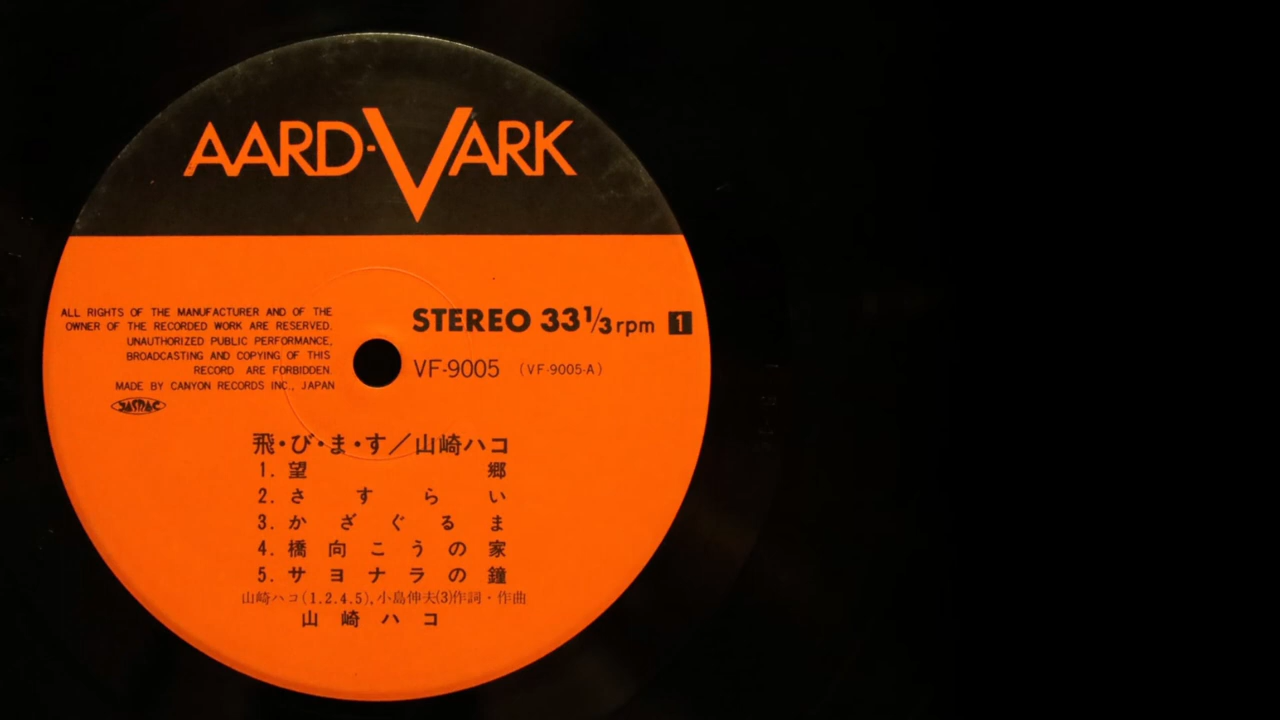 AARD-VARK
ALL RIGHTS OF THE MANUFACTURER AND OF THE
OWNER OF THE RECORDED WORK ARE RESERVED.
UNAUTHORIZED PUBLIC PERFORMANCE,
BROADCASTING AND COPYING OF THIS
RECORD ARE FORBIDDEN.
MADE BY CANYON RECORDS INC., JAPAN
JASRAC
STEREO 33 1/3 rpm 1
VF-9005 (VF-9005-A)
飛・び・ま・す／山崎ハコ
1. 望郷
2. さすらい
3. かざぐるま
4. 橋向こうの家
5. サヨナラの鐘
山崎ハコ(1.2.4.5),小島伸夫(3)作詞・作曲
山崎ハコ